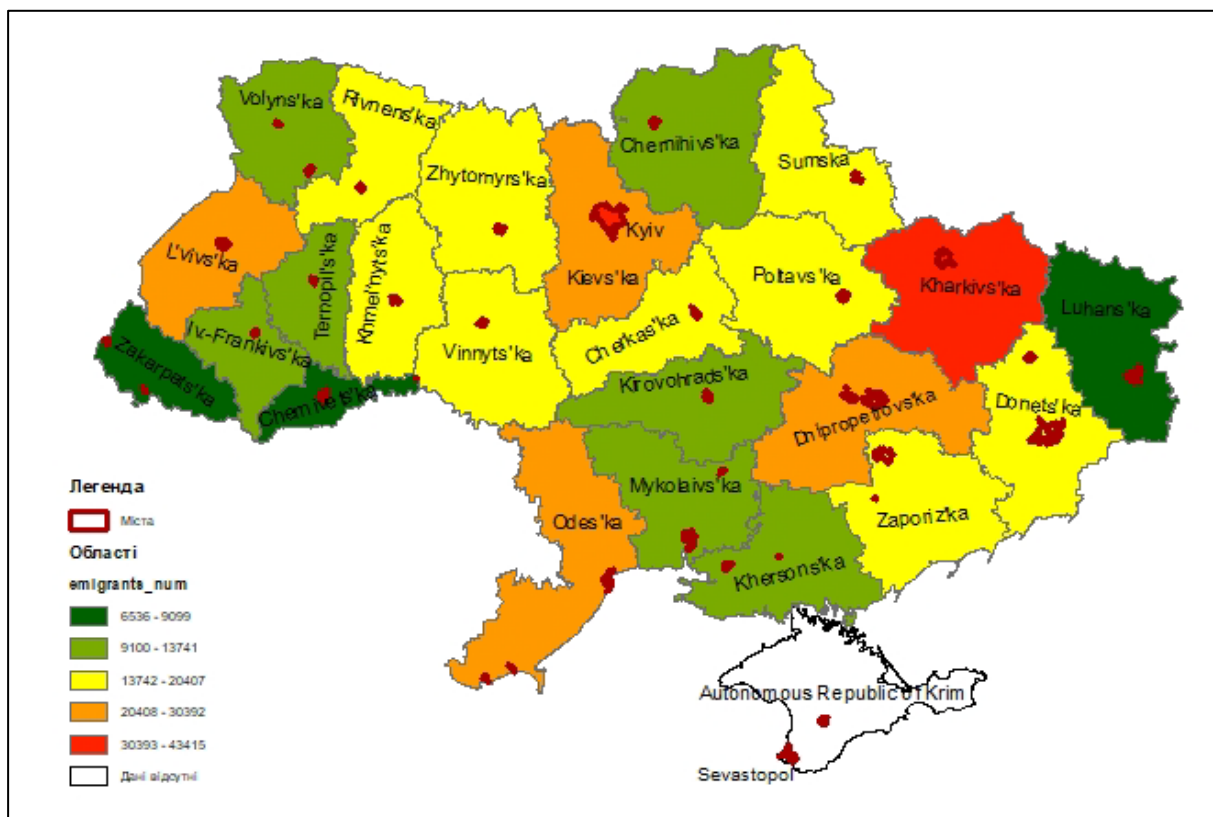 Volyns'ka
Rivnens'ka
Zhytomyrs'ka
Chernihivs'ka
Sumska
L'vivs'ka
Ternopil's'ka
Khmel'nyts'ka
Kyiv
Kievs'ka
Poltavs'ka
Kharkivs'ka
Luhans'ka
Zakarpats'ka
Iv.-Frankivs'ka
Chernivets'ka
Vinnyts'ka
Cherkas'ka
Kirovohrads'ka
Dnipropetrovs'ka
Donets'ka
Mykolaivs'ka
Odes'ka
Zaporiz'ka
Khersons'ka
Autonomous Republic of Krim
Sevastopol
Легенда
Міста
Області
emigrants_num
6536 - 9099
9100 - 13741
13742 - 20407
20408 - 30392
30393 - 43415
Дані відсутні